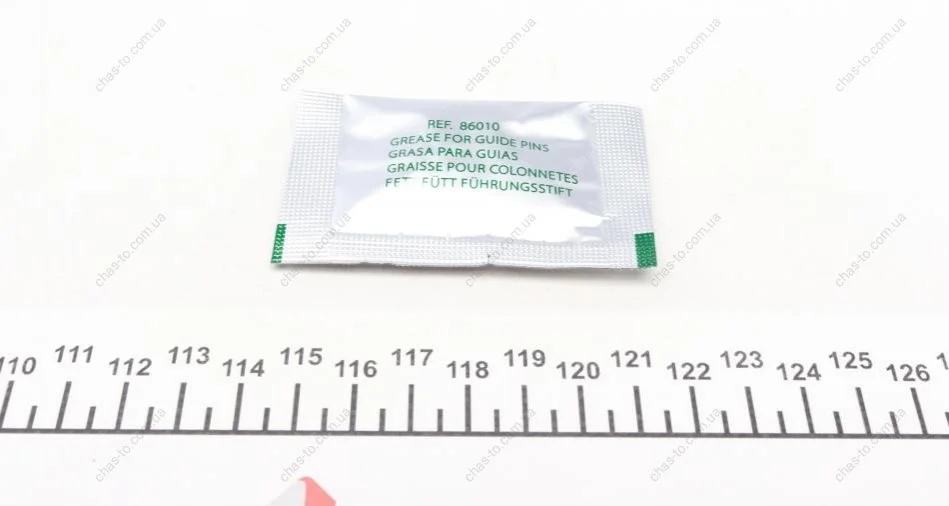 REF. 86010
GREASE FOR GUIDE PINS
GRASA PARA GUIAS
GRAISSE POUR COLONNETES
FÜTT FÜHRUNGSSTIFT
110 111 112 113 114 115 116 117 118 119 120 121 122 123 124 125 126
chas-to.com.ua